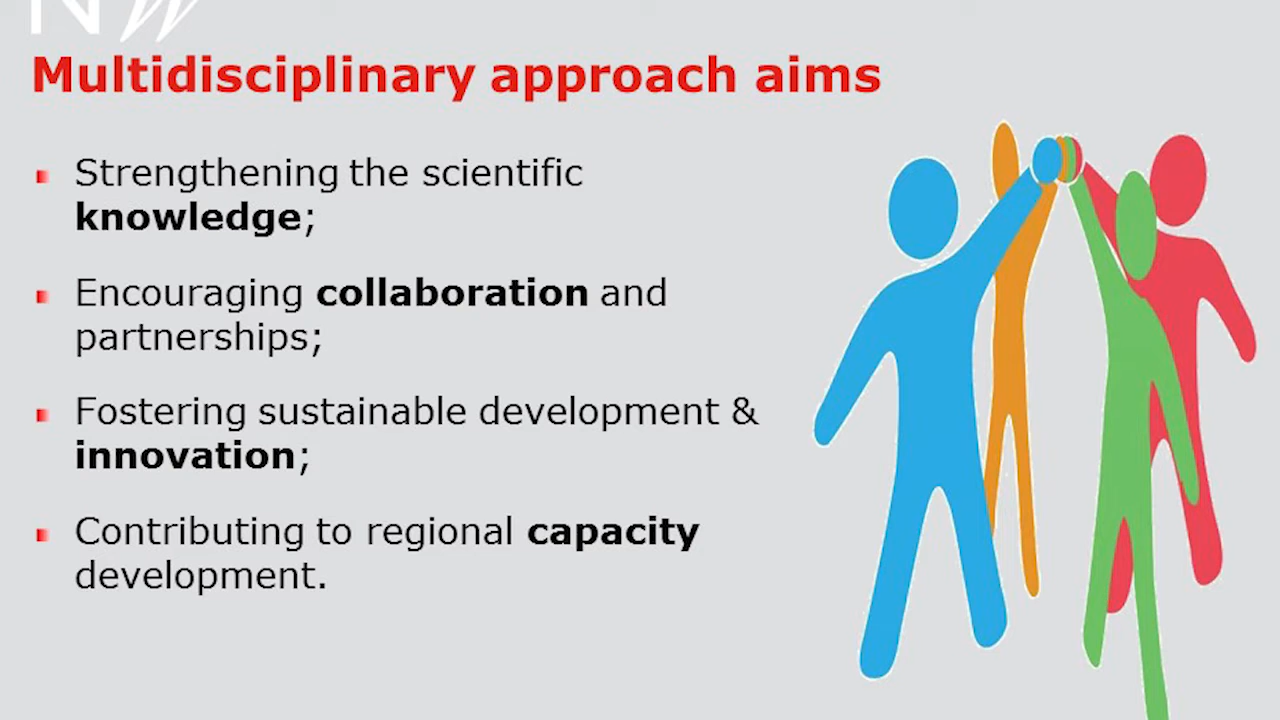 NW
Multidisciplinary approach aims
Strengthening the scientific
knowledge;
Encouraging collaboration and
partnerships;
Fostering sustainable development &
innovation;
Contributing to regional capacity
development.